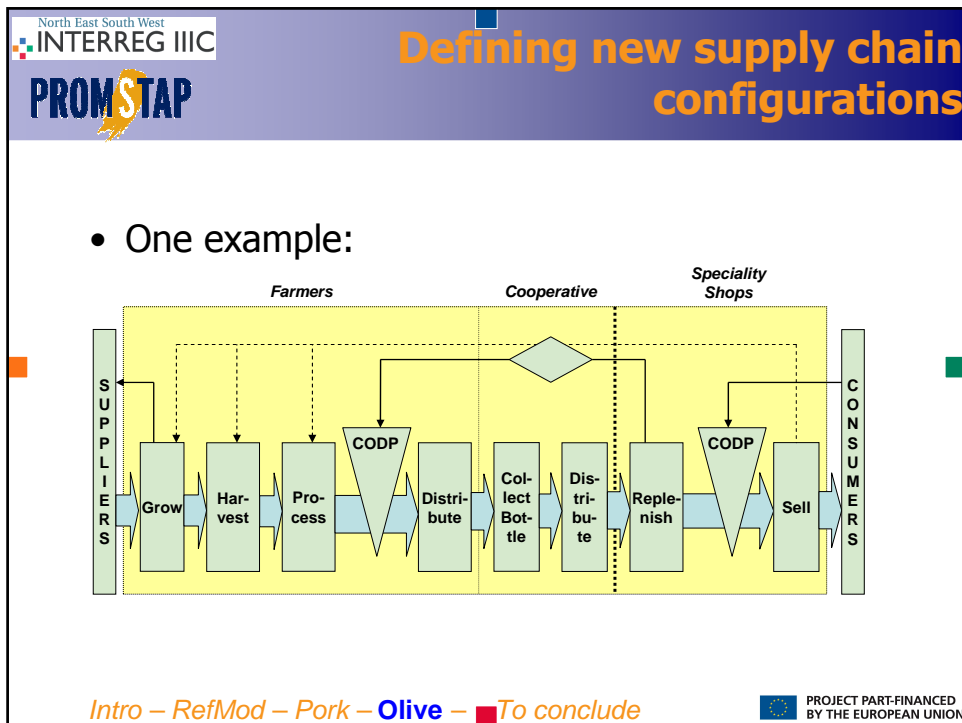 North East South West
INTERREG IIIC
PROMSTAP
Defining new supply chain
configurations
• One example:
Farmers
Cooperative
Speciality
Shops
SUPPLIERS
Grow
Har-
vest
Pro-
cess
CODP
Distri-
bute
Col-
lect
Bot-
tle
Dis-
tri-
bu-
te
Reple-
nish
CODP
Sell
CONSUMERS
Intro – RefMod – Pork – Olive – To conclude
PROJECT PART-FINANCED
BY THE EUROPEAN UNION